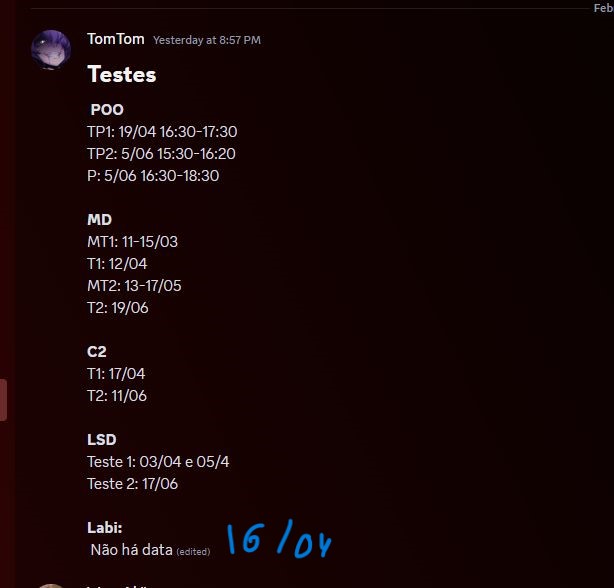 Feb
TomTom Yesterday at 8:57 PM
Testes
POO
TP1: 19/04 16:30-17:30
TP2: 5/06 15:30-16:20
P: 5/06 16:30-18:30
MD
MT1: 11-15/03
T1: 12/04
MT2: 13-17/05
T2: 19/06
C2
T1: 17/04
T2: 11/06
LSD
Teste 1: 03/04 e 05/4
Teste 2: 17/06
Labi:
Não há data (edited) 16/04